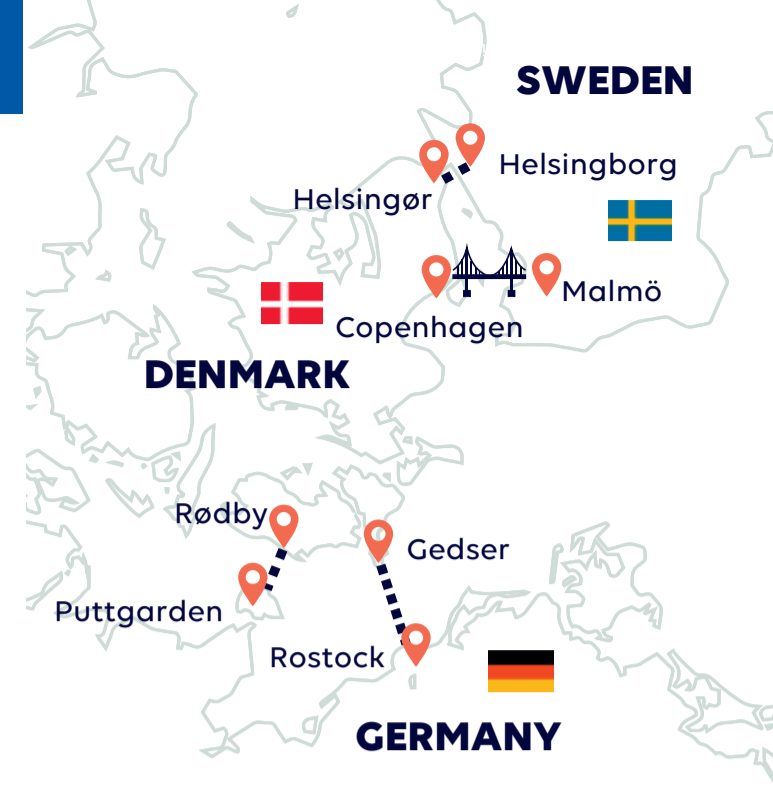 SWEDEN
Helsingborg
Helsingør
Malmö
Copenhagen
DENMARK
Rødby
Gedser
Puttgarden
Rostock
GERMANY